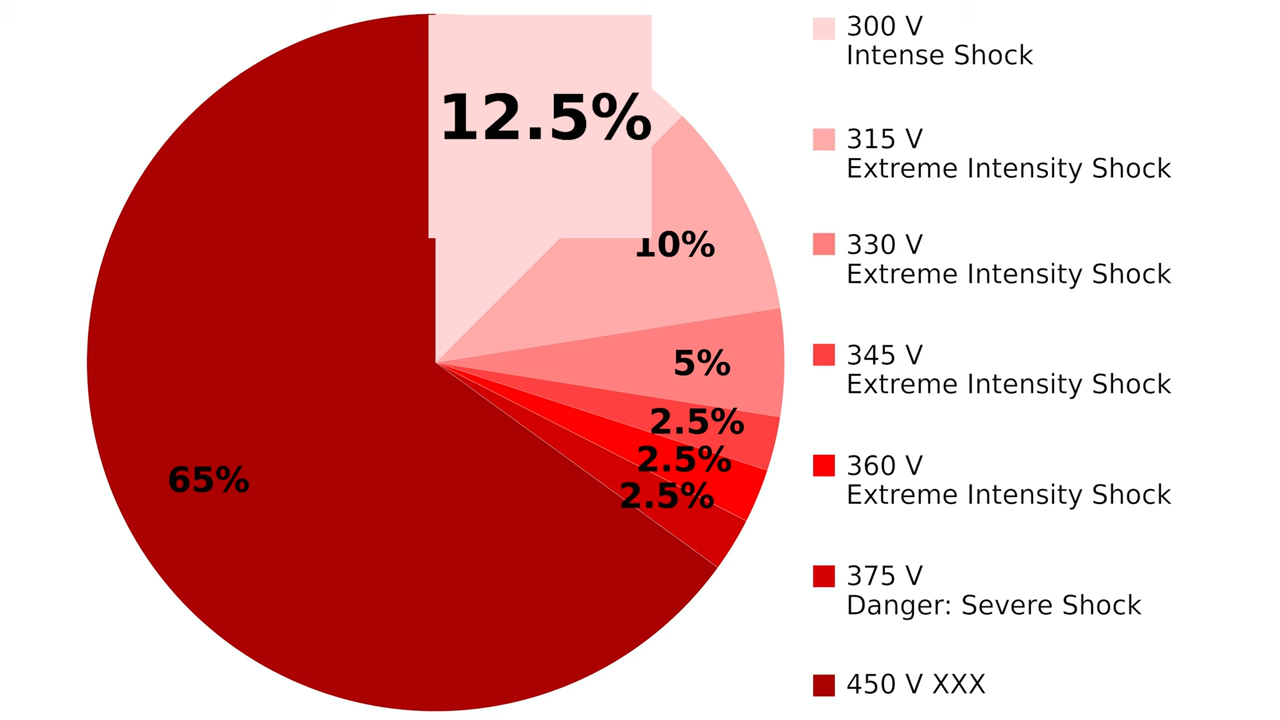 12.5%
10%
5%
2.5%
2.5%
2.5%
65%
300 V
Intense Shock
315 V
Extreme Intensity Shock
330 V
Extreme Intensity Shock
345 V
Extreme Intensity Shock
360 V
Extreme Intensity Shock
375 V
Danger: Severe Shock
450 V XXX